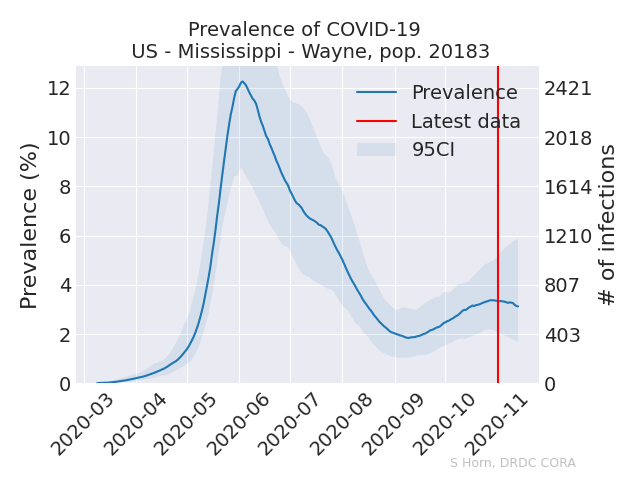 Prevalence of COVID-19
US - Mississippi - Wayne, pop. 20183
Prevalence
Latest data
95CI
Prevalence (%)
12
10
8
6
4
2
0
2421
2018
1614
1210
807
403
0
# of infections
2020-03
2020-04
2020-05
2020-06
2020-07
2020-08
2020-09
2020-10
2020-11
S Horn, DRDC CORA